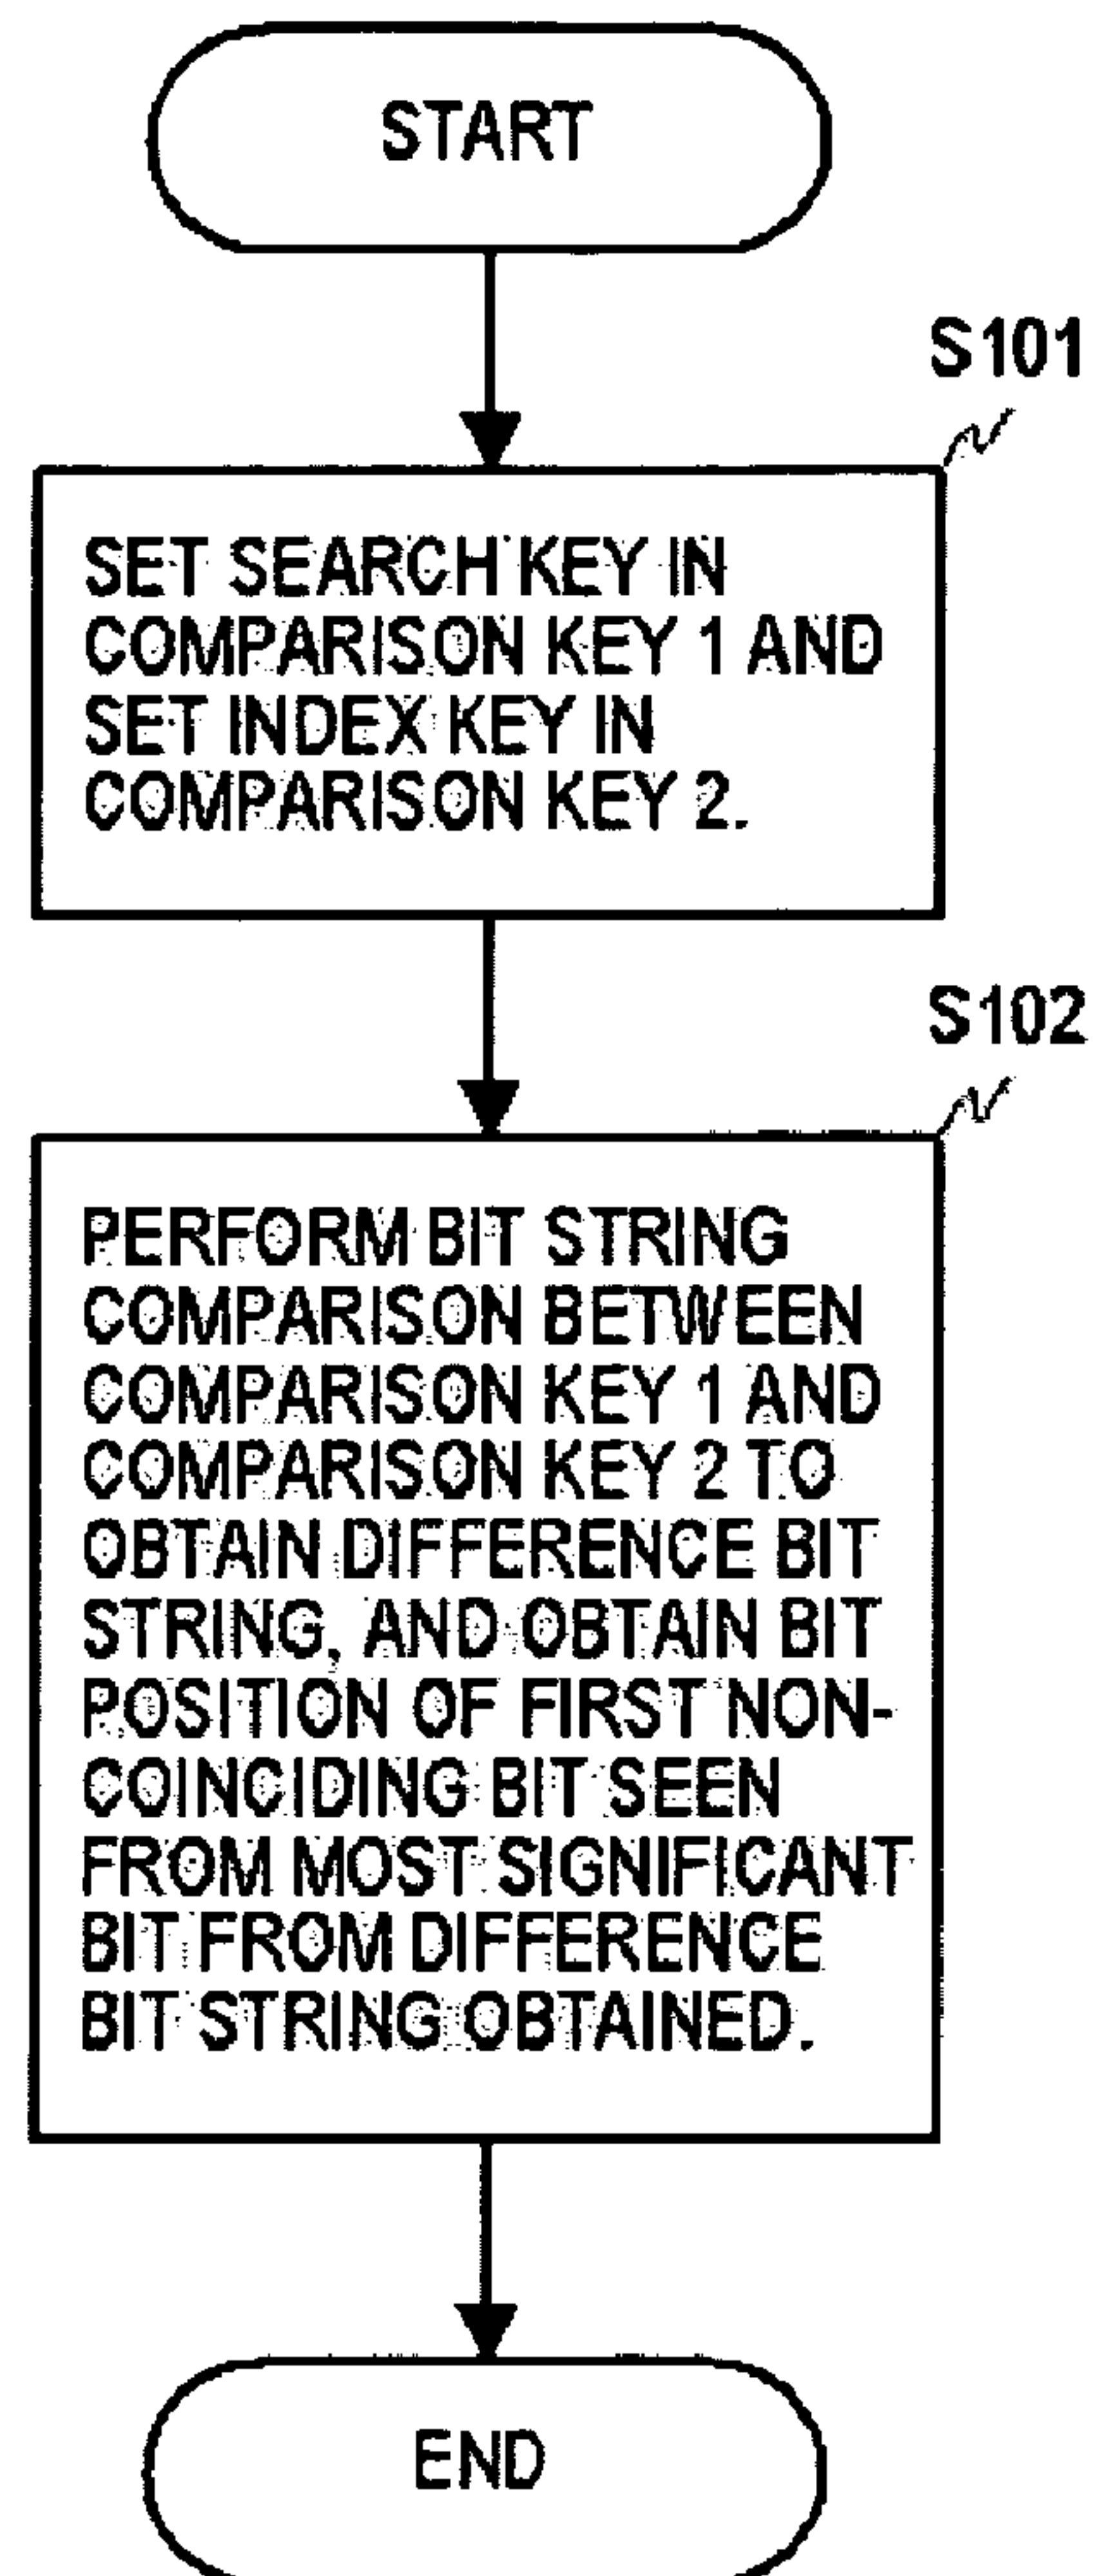 START
S101
SET SEARCH KEY IN
COMPARISON KEY 1 AND
SET INDEX KEY IN
COMPARISON KEY 2.
S102
PERFORM BIT STRING
COMPARISON BETWEEN
COMPARISON KEY 1 AND
COMPARISON KEY 2 TO
OBTAIN DIFFERENCE BIT
STRING, AND OBTAIN BIT
POSITION OF FIRST NON-
COINCIDING BIT SEEN
FROM MOST SIGNIFICANT
BIT FROM DIFFERENCE
BIT STRING OBTAINED.
END